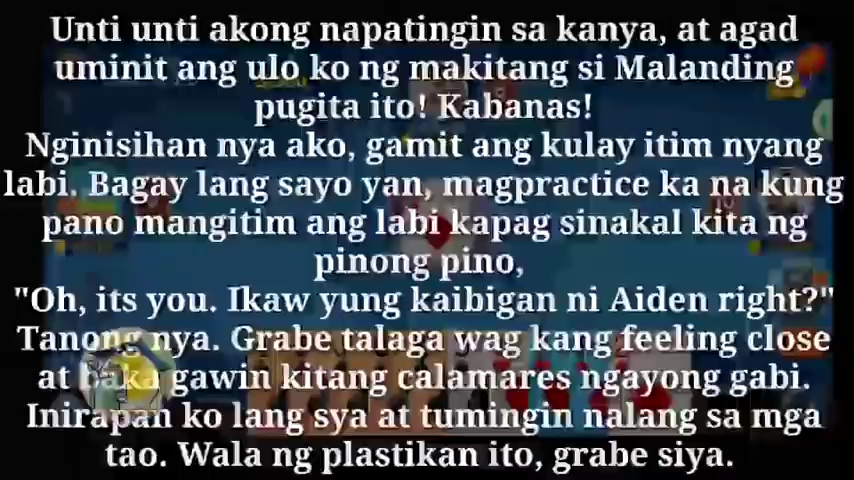 Unti unti akong napatingin sa kanya, at agad
uminit ang ulo ko ng makitang si Malanding
pugita ito! Kabanas!
Nginisihan nya ako, gamit ang kulay itim nyang
labi. Bagay lang sayo yan, magpractice ka na kung
pano mangitim ang labi kapag sinakal kita ng
pinong pino,
"Oh, its you. Ikaw yung kaibigan ni Aiden right?"
Tanong nya. Grabe talaga wag kang feeling close
at baka gawin kitang calamares ngayong gabi.
Inirapan ko lang sya at tumingin nalang sa mga
tao. Wala ng plastikan ito, grabe siya.